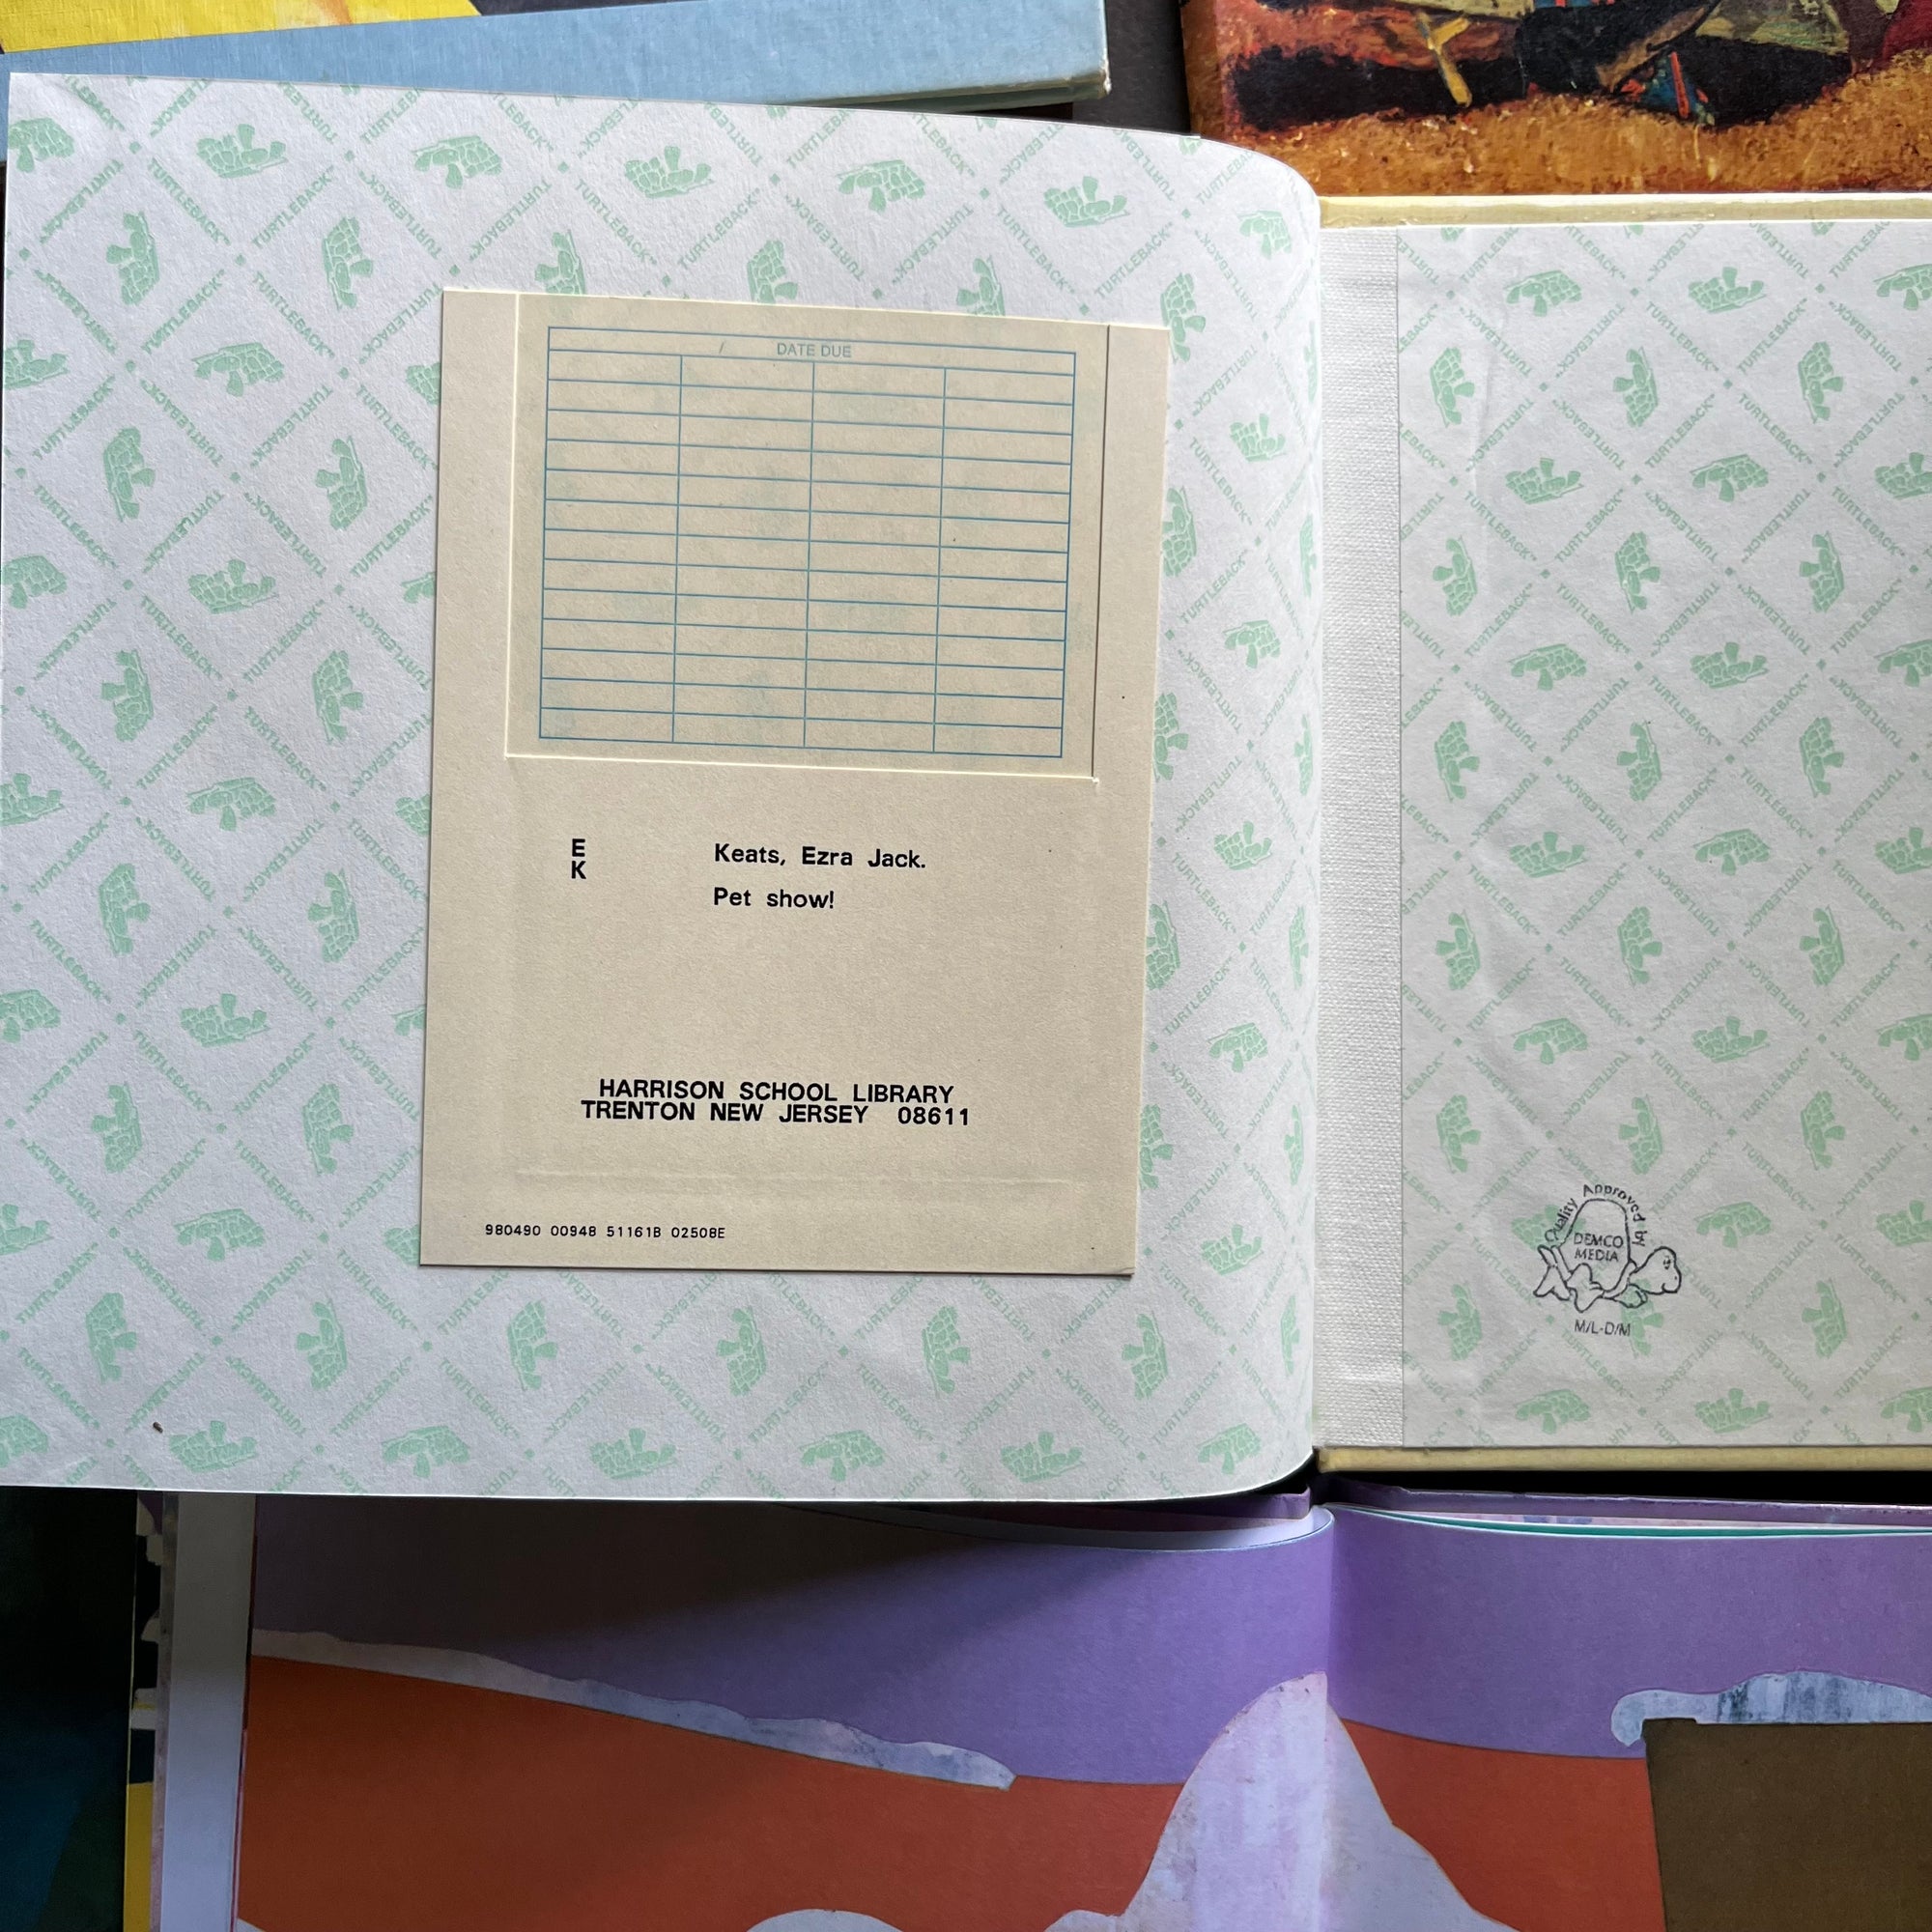 DATE DUE
E
K
Keats, Ezra Jack.
Pet show!
HARRISON SCHOOL LIBRARY
TRENTON NEW JERSEY 08611
980490 00948 51161B 02508E
TURTLEBACK™
Quality Approved by
DEMCO
MEDIA
M/L-D/M